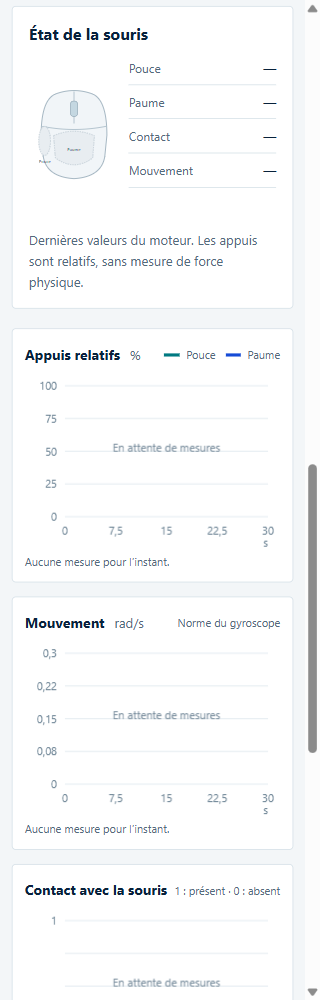 État de la souris
Pouce —
Paume —
Contact —
Mouvement —
Pouce
Paume
Dernières valeurs du moteur. Les appuis
sont relatifs, sans mesure de force
physique.
Appuis relatifs % Pouce Paume
100
75
50
25
0
En attente de mesures
0 7,5 15 22,5 30
s
Aucune mesure pour l'instant.
Mouvement rad/s Norme du gyroscope
0,3
0,22
0,15
0,08
0
En attente de mesures
0 7,5 15 22,5 30
s
Aucune mesure pour l'instant.
Contact avec la souris 1 : présent · 0 : absent
1
En attente de mesures